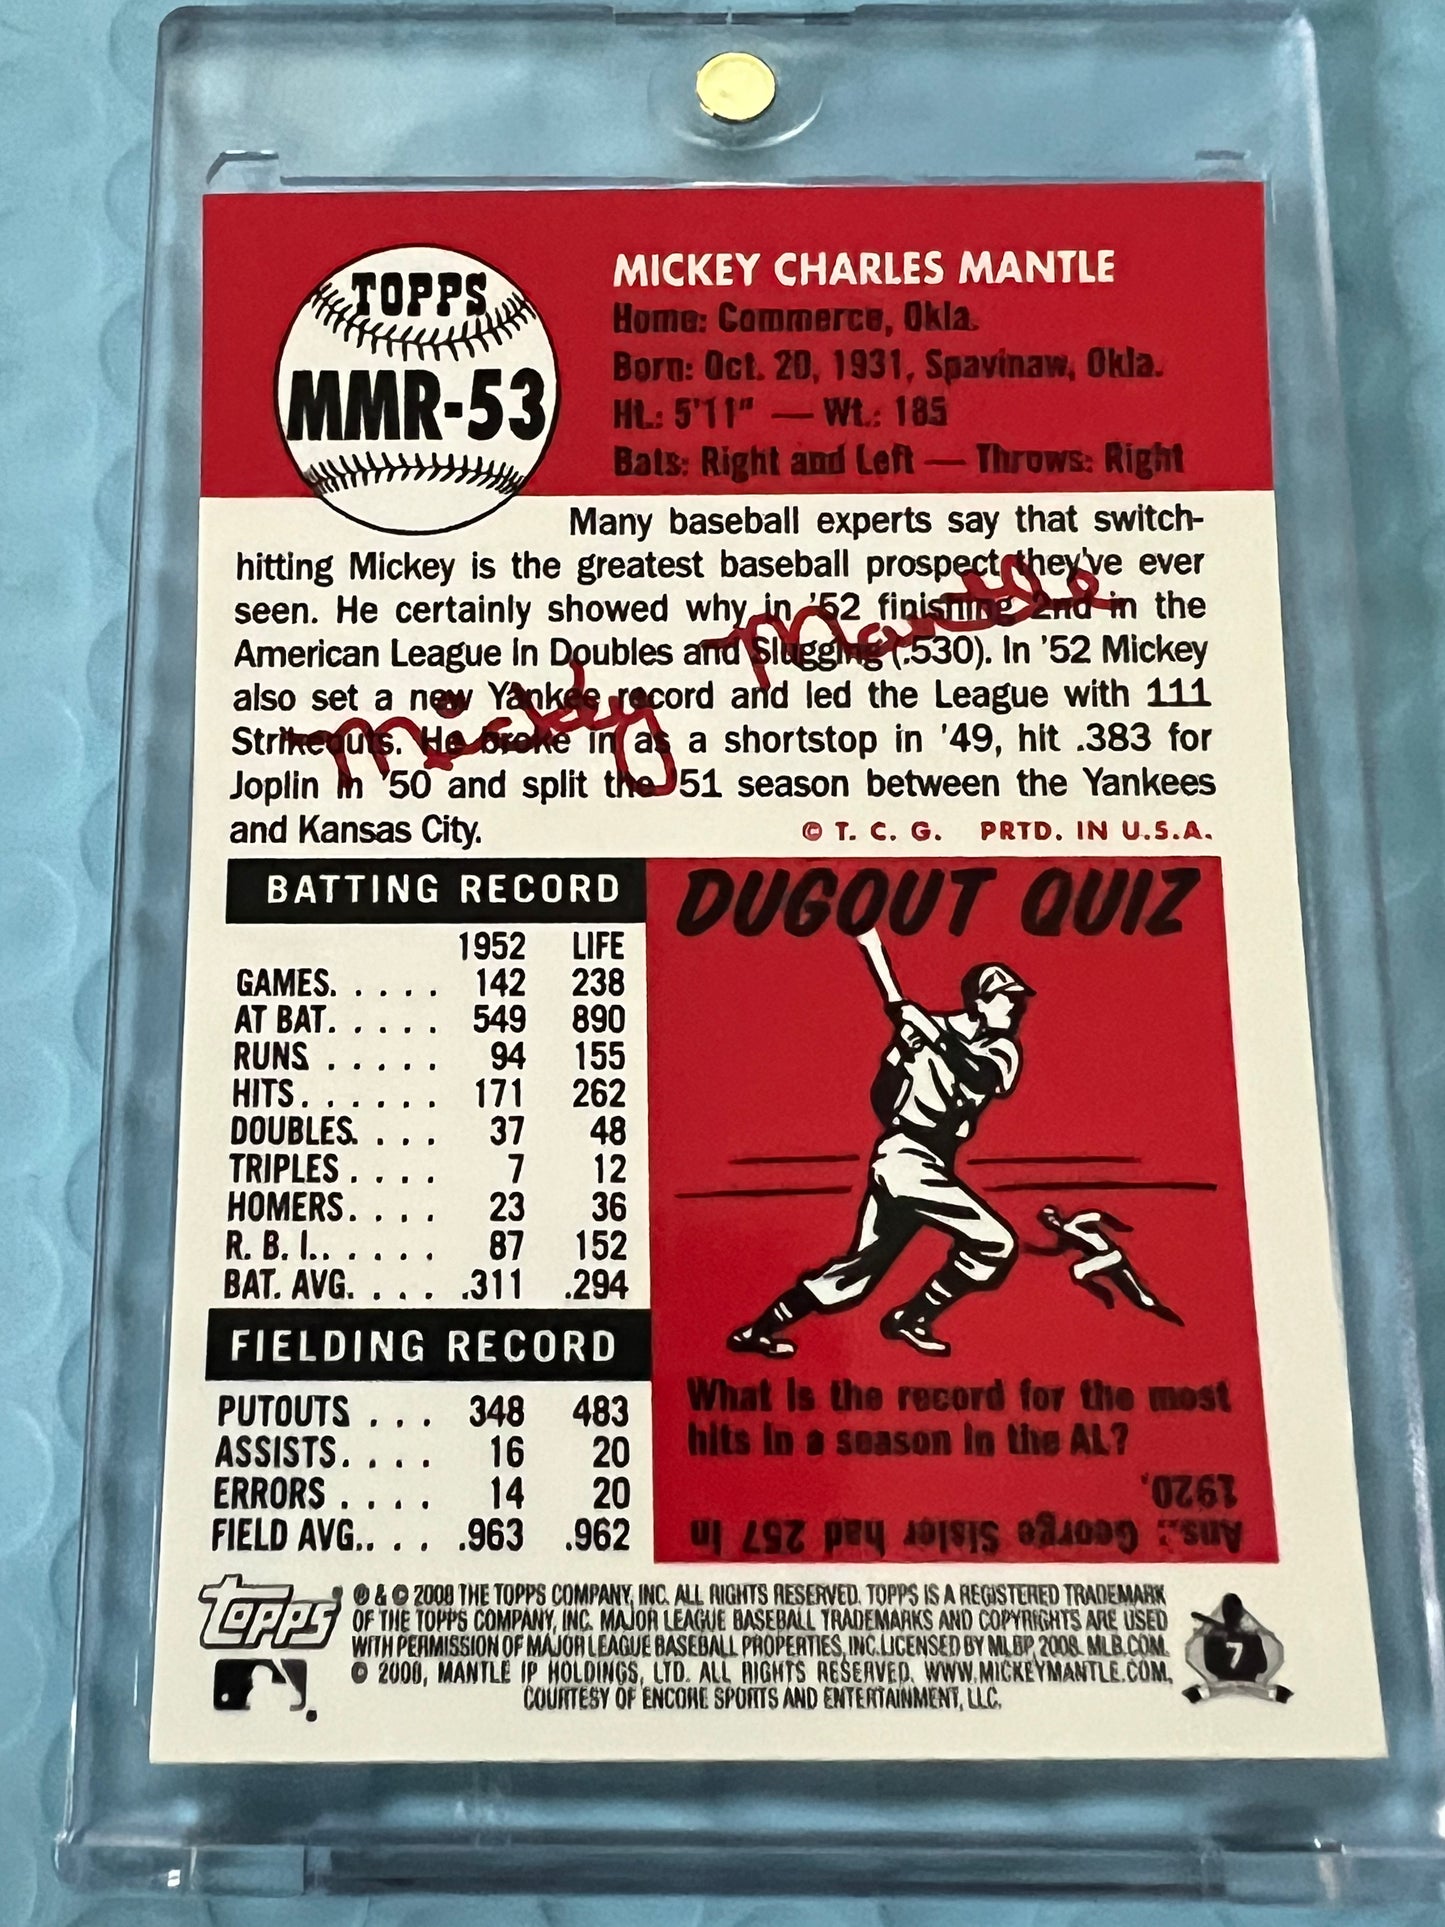 TOPPS
MMR-53
MICKEY CHARLES MANTLE
Home: Commerce, Okla.
Born: Oct. 20, 1931, Spavinaw, Okla.
Ht.: 5'11" — Wt.: 185
Bats: Right and Left — Throws: Right
Many baseball experts say that switch-
hitting Mickey is the greatest baseball prospect they've ever
seen. He certainly showed why in '52 finishing 2nd in the
American League in Doubles and Slugging (.530). In '52 Mickey
also set a new Yankee record and led the League with 111
Strikeouts. He broke in as a shortstop in '49, hit .383 for
Joplin in '50 and split the '51 season between the Yankees
and Kansas City.
Mickey Mantle
© T. C. G. PRTD. IN U.S.A.
BATTING RECORD
1952 LIFE
GAMES. . . . . 142 238
AT BAT. . . . . 549 890
RUNS . . . . . 94 155
HITS. . . . . . 171 262
DOUBLES. . . . 37 48
TRIPLES . . . . 7 12
HOMERS. . . . 23 36
R. B. I.. . . . . 87 152
BAT. AVG. . . . .311 .294
FIELDING RECORD
PUTOUTS . . . 348 483
ASSISTS. . . . 16 20
ERRORS . . . . 14 20
FIELD AVG.. . . .963 .962
DUGOUT QUIZ
What is the record for the most
hits in a season in the AL?
Ans.: George Sisler had 257 in
1920.
topps
® & © 2008 THE TOPPS COMPANY, INC. ALL RIGHTS RESERVED. TOPPS IS A REGISTERED TRADEMARK
OF THE TOPPS COMPANY, INC. MAJOR LEAGUE BASEBALL TRADEMARKS AND COPYRIGHTS ARE USED
WITH PERMISSION OF MAJOR LEAGUE BASEBALL PROPERTIES, INC. LICENSED BY MLBP 2008. MLB.COM.
© 2008, MANTLE IP HOLDINGS, LTD. ALL RIGHTS RESERVED. WWW.MICKEYMANTLE.COM,
COURTESY OF ENCORE SPORTS AND ENTERTAINMENT, LLC.
7